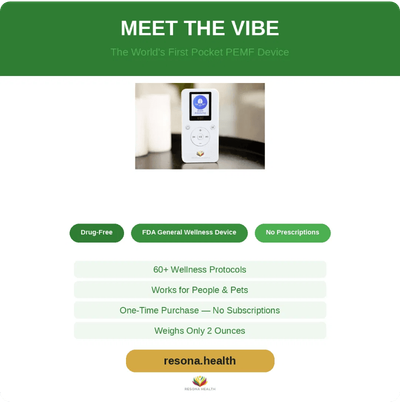 MEET THE VIBE
The World's First Pocket PEMF Device
Drug-Free
FDA General Wellness Device
No Prescriptions
60+ Wellness Protocols
Works for People & Pets
One-Time Purchase — No Subscriptions
Weighs Only 2 Ounces
resona.health
RESONA HEALTH